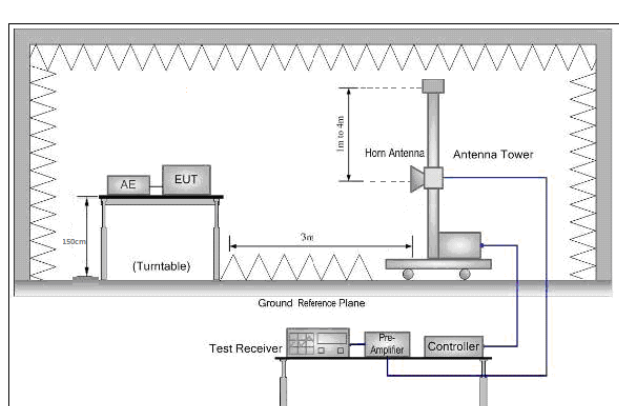 1m to 4m
Horn Antenna
Antenna Tower
AE
EUT
150cm
3m
(Turntable)
Ground Reference Plane
Test Receiver
Pre-
Amplifier
Controller